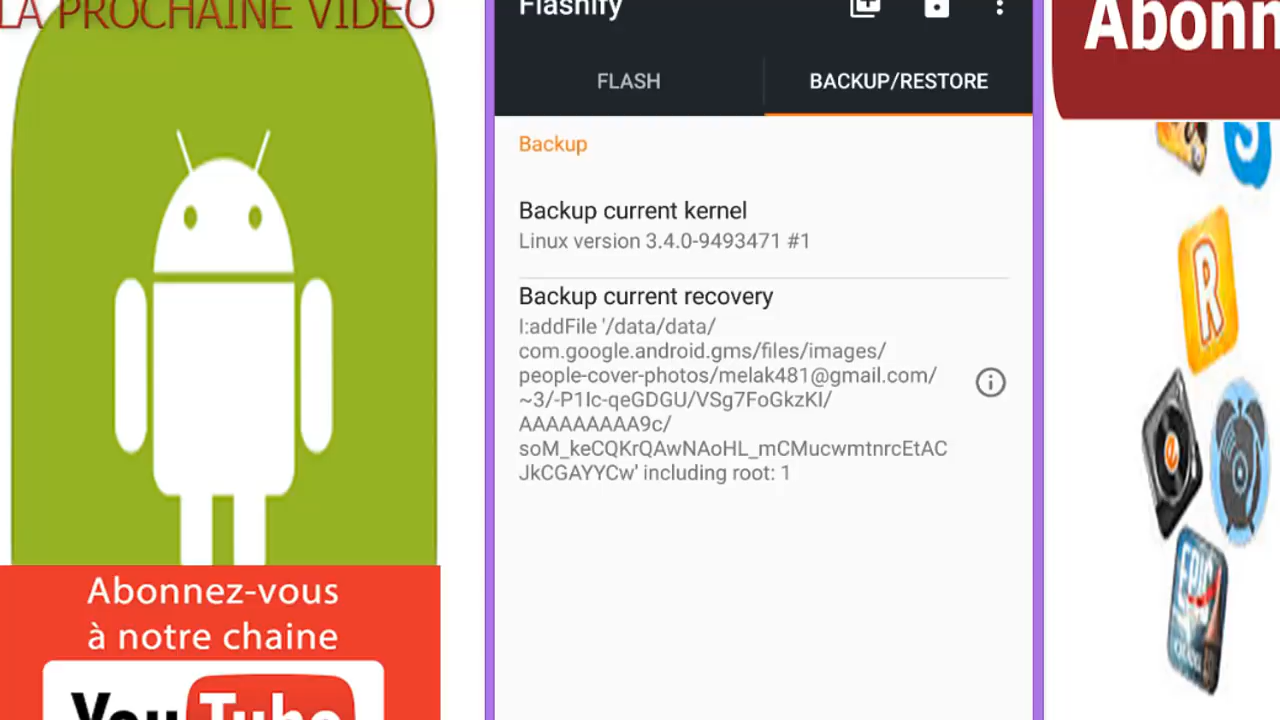 LA PROCHAINE VIDEO
Abonnez-vous
à notre chaine
YouTube
Flashify
FLASH
BACKUP/RESTORE
Backup
Backup current kernel
Linux version 3.4.0-9493471 #1
Backup current recovery
I:addFile '/data/data/
com.google.android.gms/files/images/
people-cover-photos/melak481@gmail.com/
~3/-P1Ic-qeGDGU/VSg7FoGkzKI/
AAAAAAAAA9c/
soM_keCQKrQAwNAoHL_mCMucwmtnrcEtAC
JkCGAYYCw' including root: 1
Abonn
S
R
EPIC